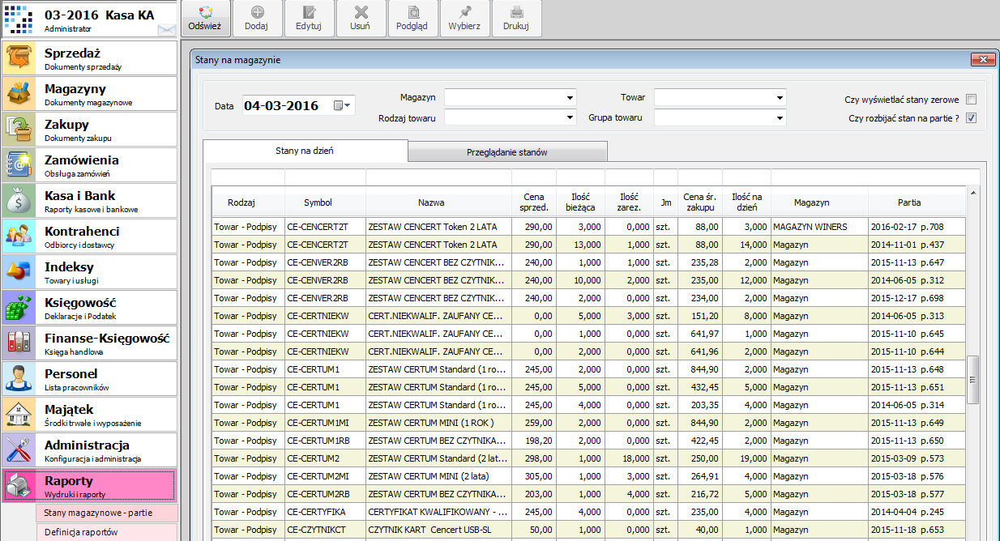 03-2016 Kasa KA
Administrator
Odśwież Dodaj Edytuj Usuń Podgląd Wybierz Drukuj
Sprzedaż
Dokumenty sprzedaży
Magazyny
Dokumenty magazynowe
Zakupy
Dokumenty zakupu
Zamówienia
Obsługa zamówień
Kasa i Bank
Raporty kasowe i bankowe
Kontrahenci
Odbiorcy i dostawcy
Indeksy
Towary i usługi
Księgowość
Deklaracje i Podatek
Finanse-Księgowość
Księga handlowa
Personel
Lista pracowników
Majątek
Środki trwałe i wyposażenie
Administracja
Konfiguracja i administracja
Raporty
Wydruki i raporty
Stany magazynowe - partie
Definicja raportów
Stany na magazynie
Data 04-03-2016 Magazyn Towar Czy wyświetlać stany zerowe
Rodzaj towaru Grupa towaru Czy rozbijać stan na partie ?
Stany na dzień Przeglądanie stanów
Rodzaj Symbol Nazwa Cena sprzed. Ilość bieżąca Ilość zarez. Jm Cena śr. zakupu Ilość na dzień Magazyn Partia
Towar - Podpisy CE-CENCERT2T ZESTAW CENCERT Token 2 LATA 290,00 3,000 0,000 szt. 88,00 3,000 MAGAZYN WINERS 2016-02-17 p.708
Towar - Podpisy CE-CENCERT2T ZESTAW CENCERT Token 2 LATA 290,00 13,000 1,000 szt. 88,00 14,000 Magazyn 2014-11-01 p.437
Towar - Podpisy CE-CENVER2RB ZESTAW CENCERT BEZ CZYTNIK... 240,00 1,000 1,000 szt. 235,28 2,000 Magazyn 2015-11-13 p.647
Towar - Podpisy CE-CENVER2RB ZESTAW CENCERT BEZ CZYTNIK... 240,00 10,000 2,000 szt. 235,00 12,000 Magazyn 2014-06-05 p.312
Towar - Podpisy CE-CENVER2RB ZESTAW CENCERT BEZ CZYTNIK... 240,00 2,000 0,000 szt. 234,00 2,000 Magazyn 2015-12-17 p.698
Towar - Podpisy CE-CERTNIEKW CERT.NIEKWALIF. ZAUFANY CE... 0,00 5,000 3,000 szt. 151,20 8,000 Magazyn 2014-06-05 p.313
Towar - Podpisy CE-CERTNIEKW CERT.NIEKWALIF. ZAUFANY CE... 0,00 1,000 0,000 szt. 641,97 1,000 Magazyn 2015-11-10 p.645
Towar - Podpisy CE-CERTNIEKW CERT.NIEKWALIF. ZAUFANY CE... 0,00 2,000 0,000 szt. 641,96 2,000 Magazyn 2015-11-10 p.644
Towar - Podpisy CE-CERTUM1 ZESTAW CERTUM Standard (1 ro... 245,00 2,000 0,000 szt. 844,90 2,000 Magazyn 2015-11-13 p.648
Towar - Podpisy CE-CERTUM1 ZESTAW CERTUM Standard (1 ro... 245,00 5,000 0,000 szt. 432,45 5,000 Magazyn 2015-11-13 p.651
Towar - Podpisy CE-CERTUM1 ZESTAW CERTUM Standard (1 ro... 245,00 4,000 0,000 szt. 203,35 4,000 Magazyn 2014-06-05 p.314
Towar - Podpisy CE-CERTUM1MI ZESTAW CERTUM MINI (1 ROK ) 259,00 2,000 0,000 szt. 844,90 2,000 Magazyn 2015-11-13 p.649
Towar - Podpisy CE-CERTUM1RB ZESTAW CERTUM BEZ CZYTNIKA... 198,20 2,000 0,000 szt. 422,45 2,000 Magazyn 2015-11-13 p.650
Towar - Podpisy CE-CERTUM2 ZESTAW CERTUM Standard (2 lat... 298,00 1,000 18,000 szt. 250,00 19,000 Magazyn 2015-03-09 p.573
Towar - Podpisy CE-CERTUM2MI ZESTAW CERTUM MINI (2 lata) 305,00 1,000 3,000 szt. 264,91 4,000 Magazyn 2015-03-18 p.576
Towar - Podpisy CE-CERTUM2RB ZESTAW CERTUM BEZ CZYTNIKA... 203,00 1,000 4,000 szt. 216,72 5,000 Magazyn 2015-03-18 p.577
Towar - Podpisy CE-CERTYFIKA CERTYFIKAT KWALIFIKOWANY - ... 245,00 4,000 0,000 szt. 235,00 4,000 Magazyn 2014-04-04 p.245
Towar - Podpisy CE-CZYTNIKCT CZYTNIK KART Cencert USB-SL 50,00 1,000 0,000 szt. 40,00 1,000 Magazyn 2015-11-18 p.653